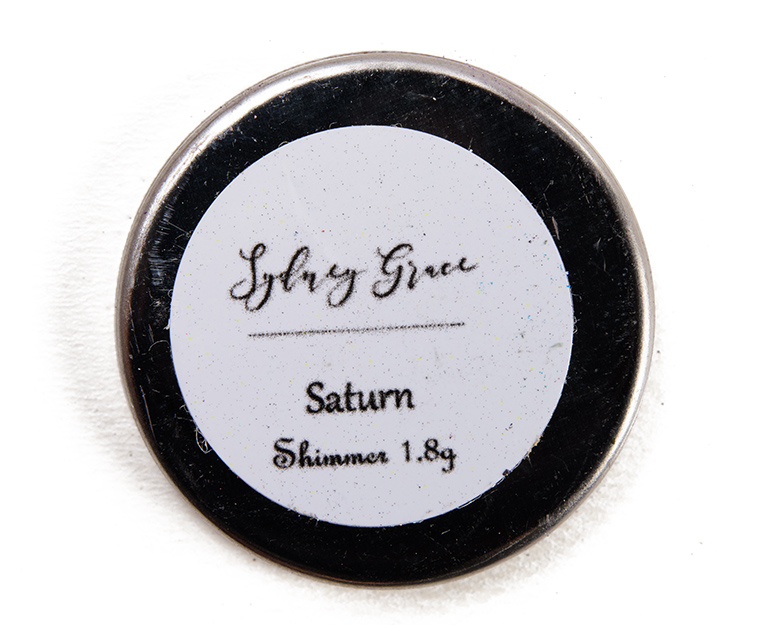 Sydney Grace
Saturn
Shimmer 1.8g